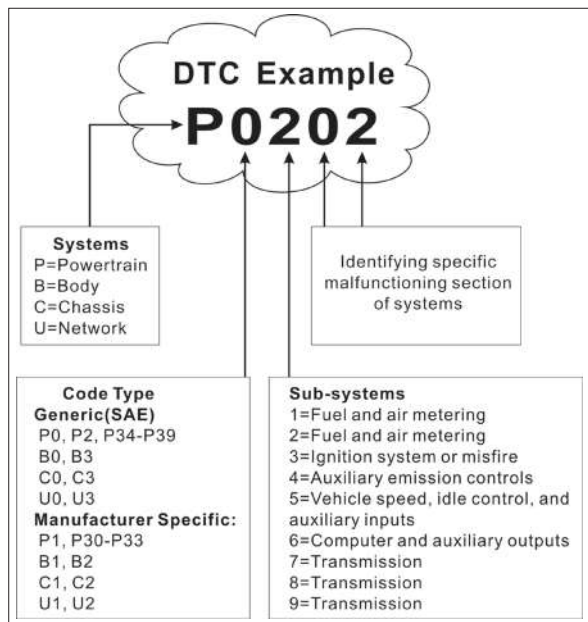 DTC Example
P0202
Systems
P=Powertrain
B=Body
C=Chassis
U=Network
Identifying specific
malfunctioning section
of systems
Code Type
Generic(SAE)
P0, P2, P34-P39
B0, B3
C0, C3
U0, U3
Manufacturer Specific:
P1, P30-P33
B1, B2
C1, C2
U1, U2
Sub-systems
1=Fuel and air metering
2=Fuel and air metering
3=Ignition system or misfire
4=Auxiliary emission controls
5=Vehicle speed, idle control, and
auxiliary inputs
6=Computer and auxiliary outputs
7=Transmission
8=Transmission
9=Transmission